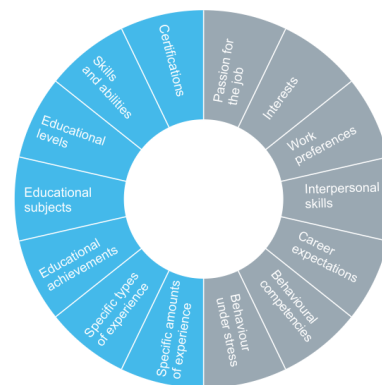 Passion for
the job
Interests
Work
preferences
Interpersonal
skills
Career
expectations
Behavioural
competencies
Behaviour
under stress
Specific amounts
of experience
Specific types
of experience
Educational
achievements
Educational
subjects
Educational
levels
Skills
and abilities
Certifications